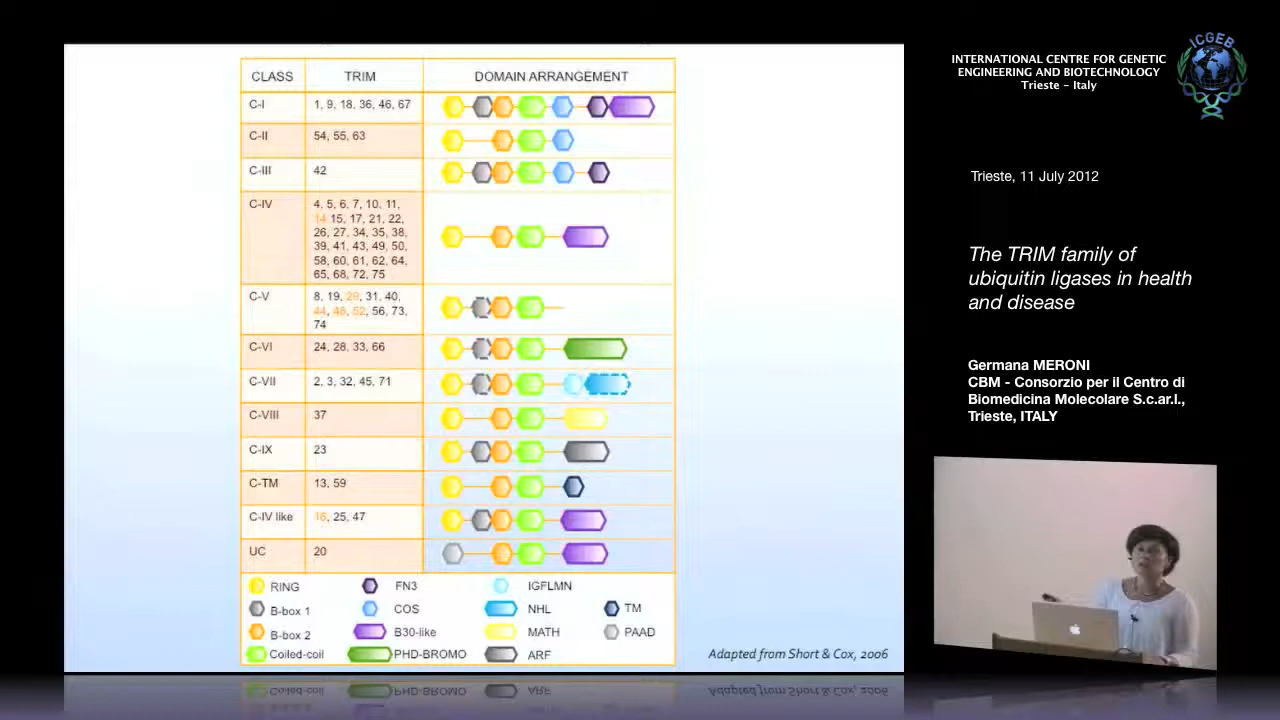 CLASS TRIM DOMAIN ARRANGEMENT
C-I 1, 9, 18, 36, 46, 67
C-II 54, 55, 63
C-III 42
C-IV 4, 5, 6, 7, 10, 11,
14 15, 17, 21, 22,
26, 27, 34, 35, 38,
39, 41, 43, 49, 50,
58, 60, 61, 62, 64,
65, 68, 72, 75
C-V 8, 19, 29, 31, 40,
44, 48, 52, 56, 73,
74
C-VI 24, 28, 33, 66
C-VII 2, 3, 32, 45, 71
C-VIII 37
C-IX 23
C-TM 13, 59
C-IV like 16, 25, 47
UC 20
RING FN3 IGFLMN
B-box 1 COS NHL TM
B-box 2 B30-like MATH PAAD
Coiled-coil PHD-BROMO ARF
Adapted from Short & Cox, 2006
INTERNATIONAL CENTRE FOR GENETIC
ENGINEERING AND BIOTECHNOLOGY
Trieste - Italy
ICGEB
Trieste, 11 July 2012
The TRIM family of
ubiquitin ligases in health
and disease
Germana MERONI
CBM - Consorzio per il Centro di
Biomedicina Molecolare S.c.ar.l.,
Trieste, ITALY